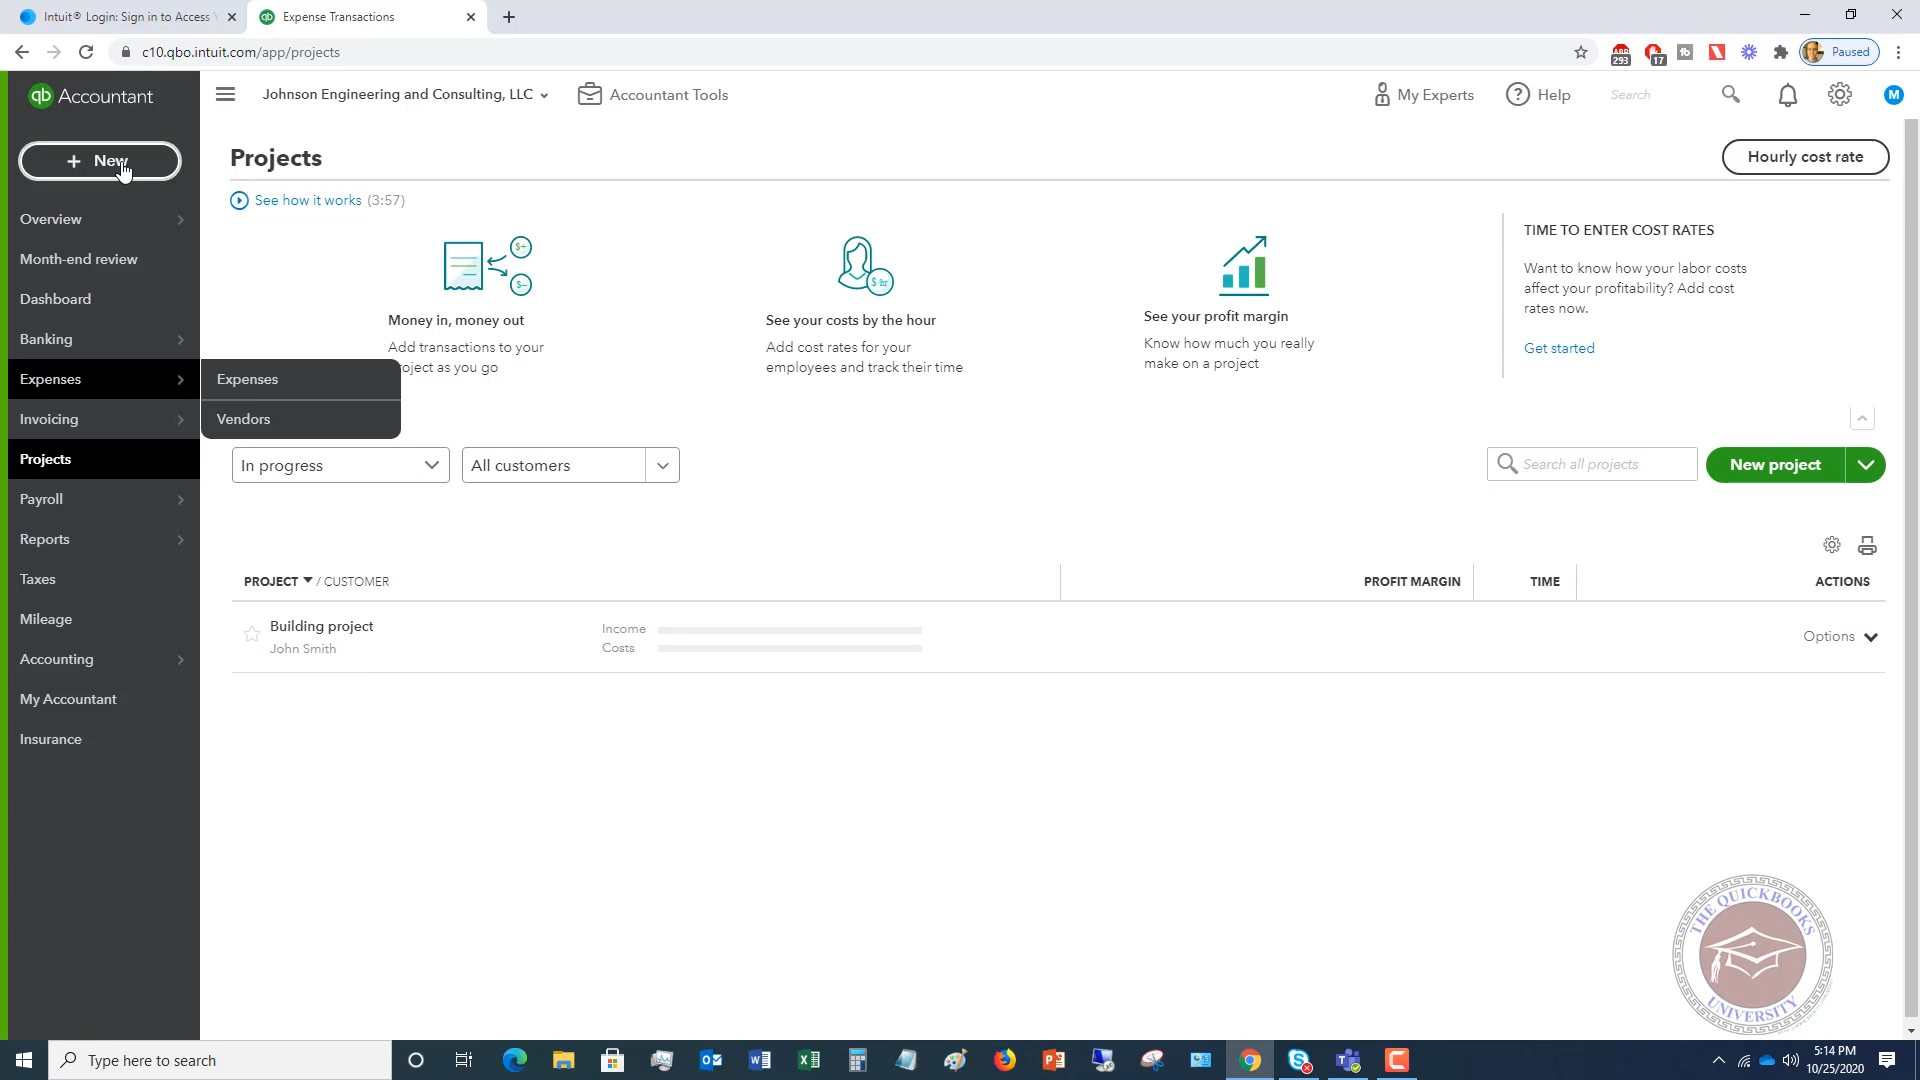 Intuit® Login: Sign in to Access
Expense Transactions
c10.qbo.intuit.com/app/projects
293
17
Paused
qb Accountant
Johnson Engineering and Consulting, LLC
Accountant Tools
My Experts
Help
Search
M
+ New
Overview
Month-end review
Dashboard
Banking
Expenses
Invoicing
Projects
Payroll
Reports
Taxes
Mileage
Accounting
My Accountant
Insurance
Expenses
Vendors
Projects
Hourly cost rate
See how it works (3:57)
Money in, money out
Add transactions to your
project as you go
$/hr
See your costs by the hour
Add cost rates for your
employees and track their time
See your profit margin
Know how much you really
make on a project
TIME TO ENTER COST RATES
Want to know how your labor costs
affect your profitability? Add cost
rates now.
Get started
In progress
All customers
Search all projects
New project
PROJECT / CUSTOMER
PROFIT MARGIN
TIME
ACTIONS
Building project
John Smith
Income
Costs
Options
THE QUICKBOOKS
UNIVERSITY
Type here to search
5:14 PM
10/25/2020